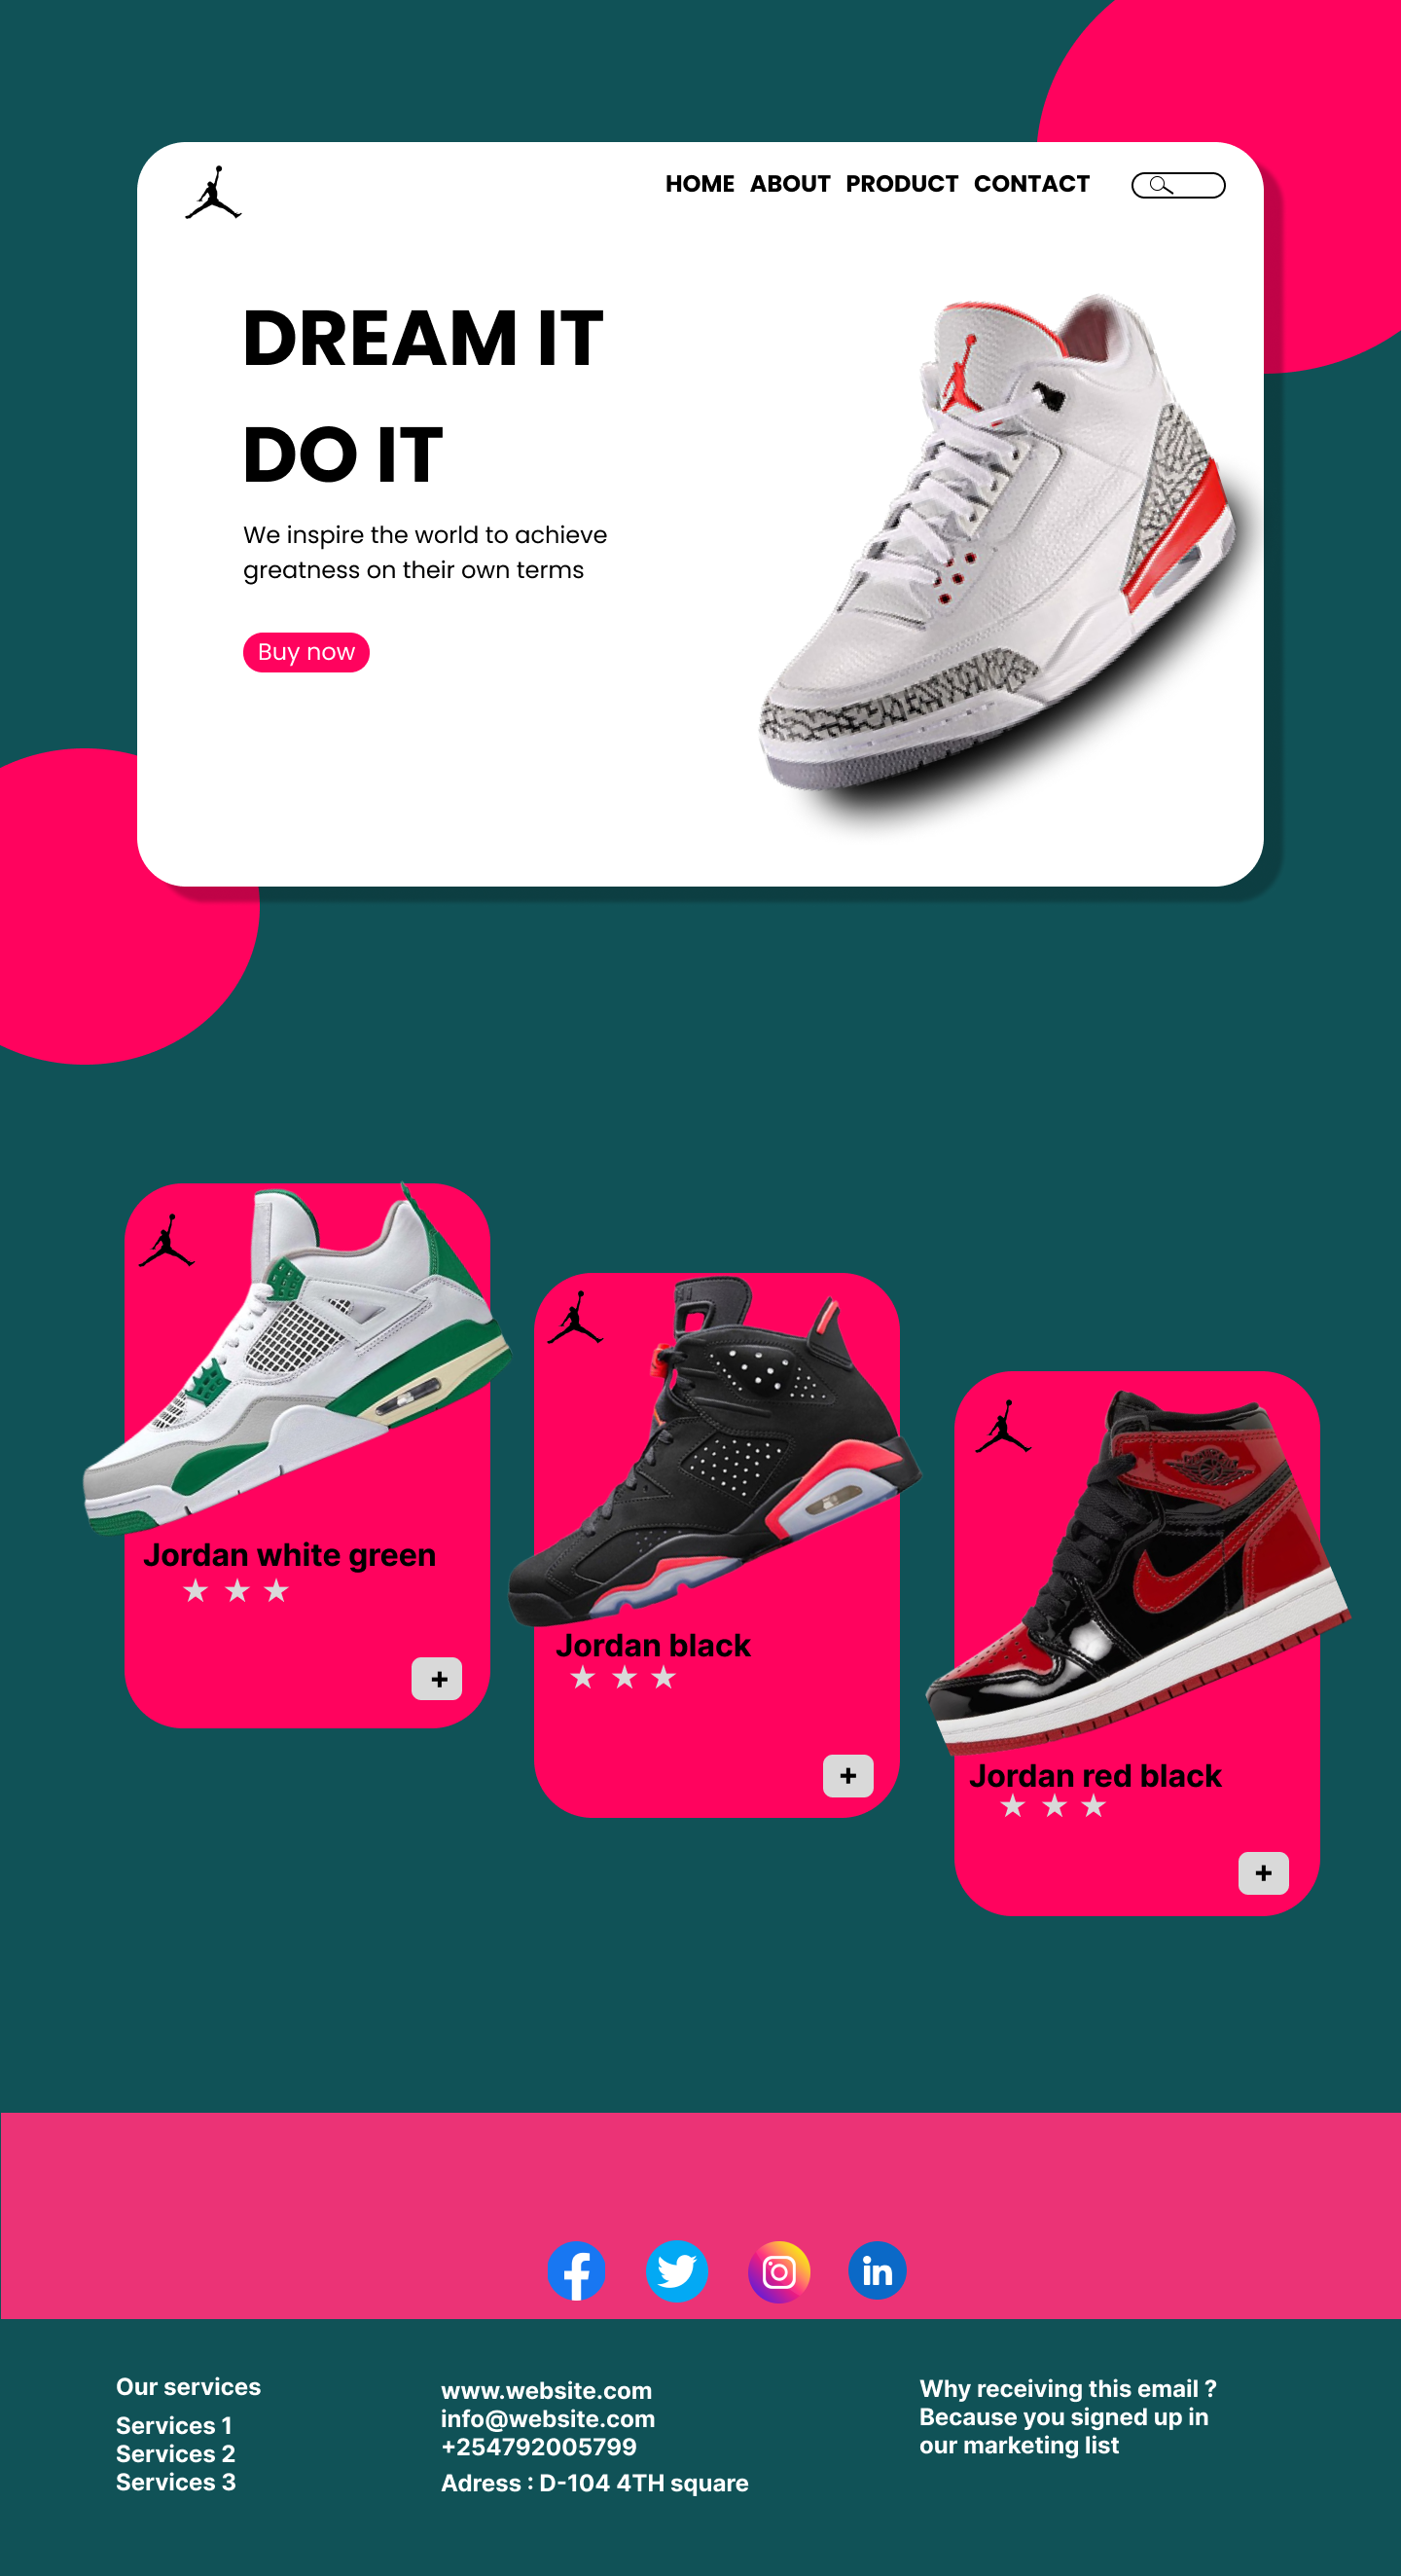 HOME ABOUT PRODUCT CONTACT
DREAM IT
DO IT
We inspire the world to achieve
greatness on their own terms
Buy now
Jordan white green
+
Jordan black
+
Jordan red black
+
Our services
Services 1
Services 2
Services 3
www.website.com
info@website.com
+254792005799
Adress : D-104 4TH square
Why receiving this email ?
Because you signed up in
our marketing list